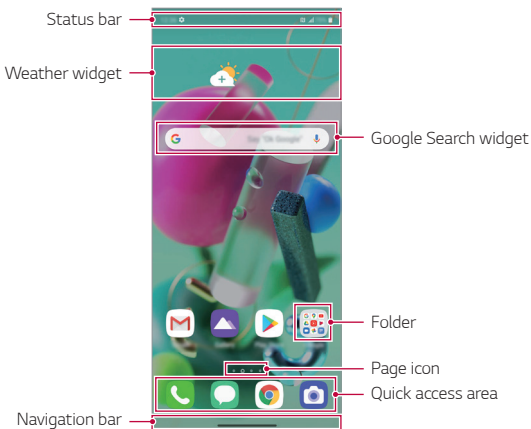 Status bar
Weather widget
Google Search widget
Folder
Page icon
Quick access area
Navigation bar